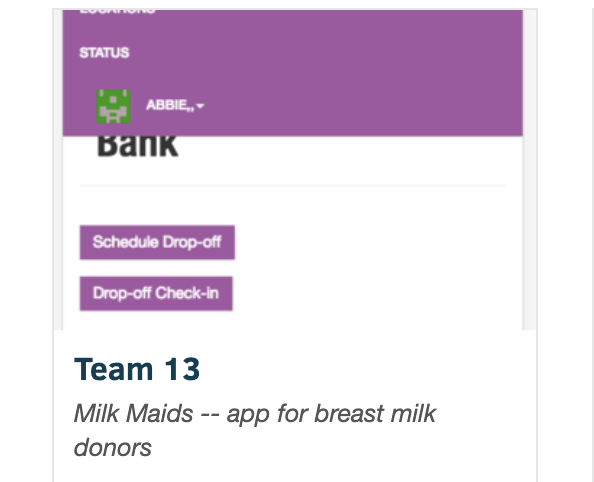 LOCATIONS
STATUS
ABBIE,,
Bank
Schedule Drop-off
Drop-off Check-in
Team 13
Milk Maids -- app for breast milk
donors